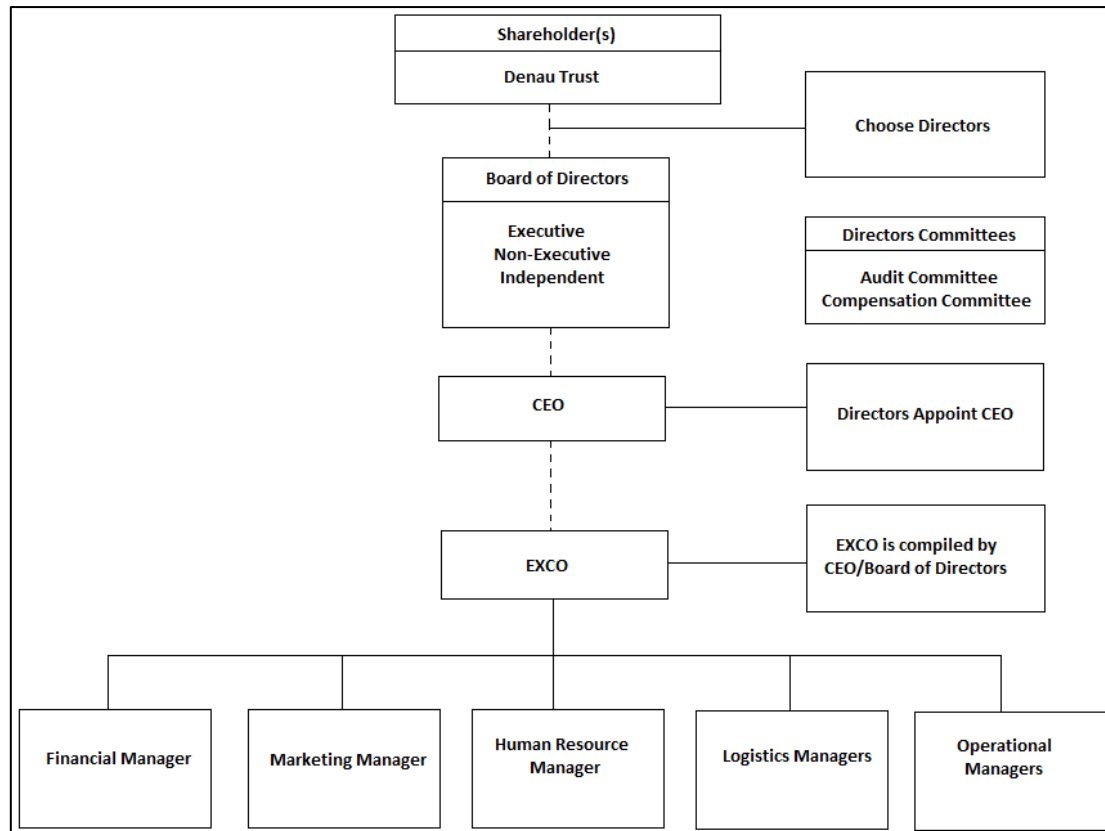 Shareholder(s)
Denau Trust
Choose Directors
Board of Directors
Executive
Non-Executive
Independent
Directors Committees
Audit Committee
Compensation Committee
CEO
Directors Appoint CEO
EXCO
EXCO is compiled by
CEO/Board of Directors
Financial Manager
Marketing Manager
Human Resource
Manager
Logistics Managers
Operational
Managers